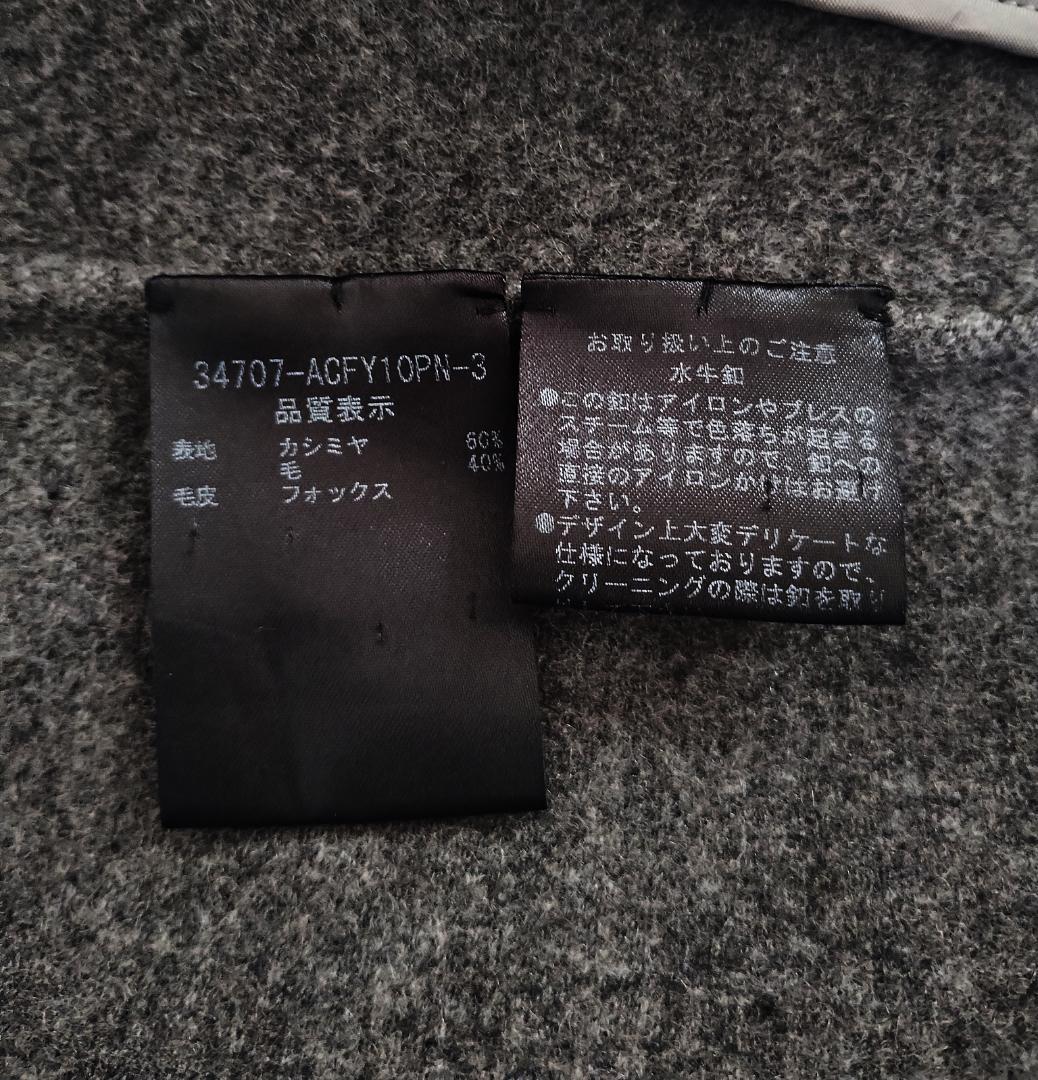 34707-ACFY10PN-3
品質表示
表地 カシミヤ 60%
毛 40%
毛皮 フォックス
お取り扱い上のご注意
水牛釦
●この釦はアイロンやプレスの
スチーム等で色落ちが起きる
場合がありますので、釦への
直接のアイロンがけはお避け
下さい。
●デザイン上大変デリケートな
仕様になっておりますので、
クリーニングの際は釦を取り